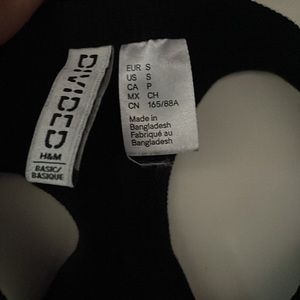 DIVIDED
H&M
BASIC/
BASIQUE
EUR S
US S
CA P
MX CH
CN 165/88A
Made in
Bangladesh
Fabriqué au
Bangladesh